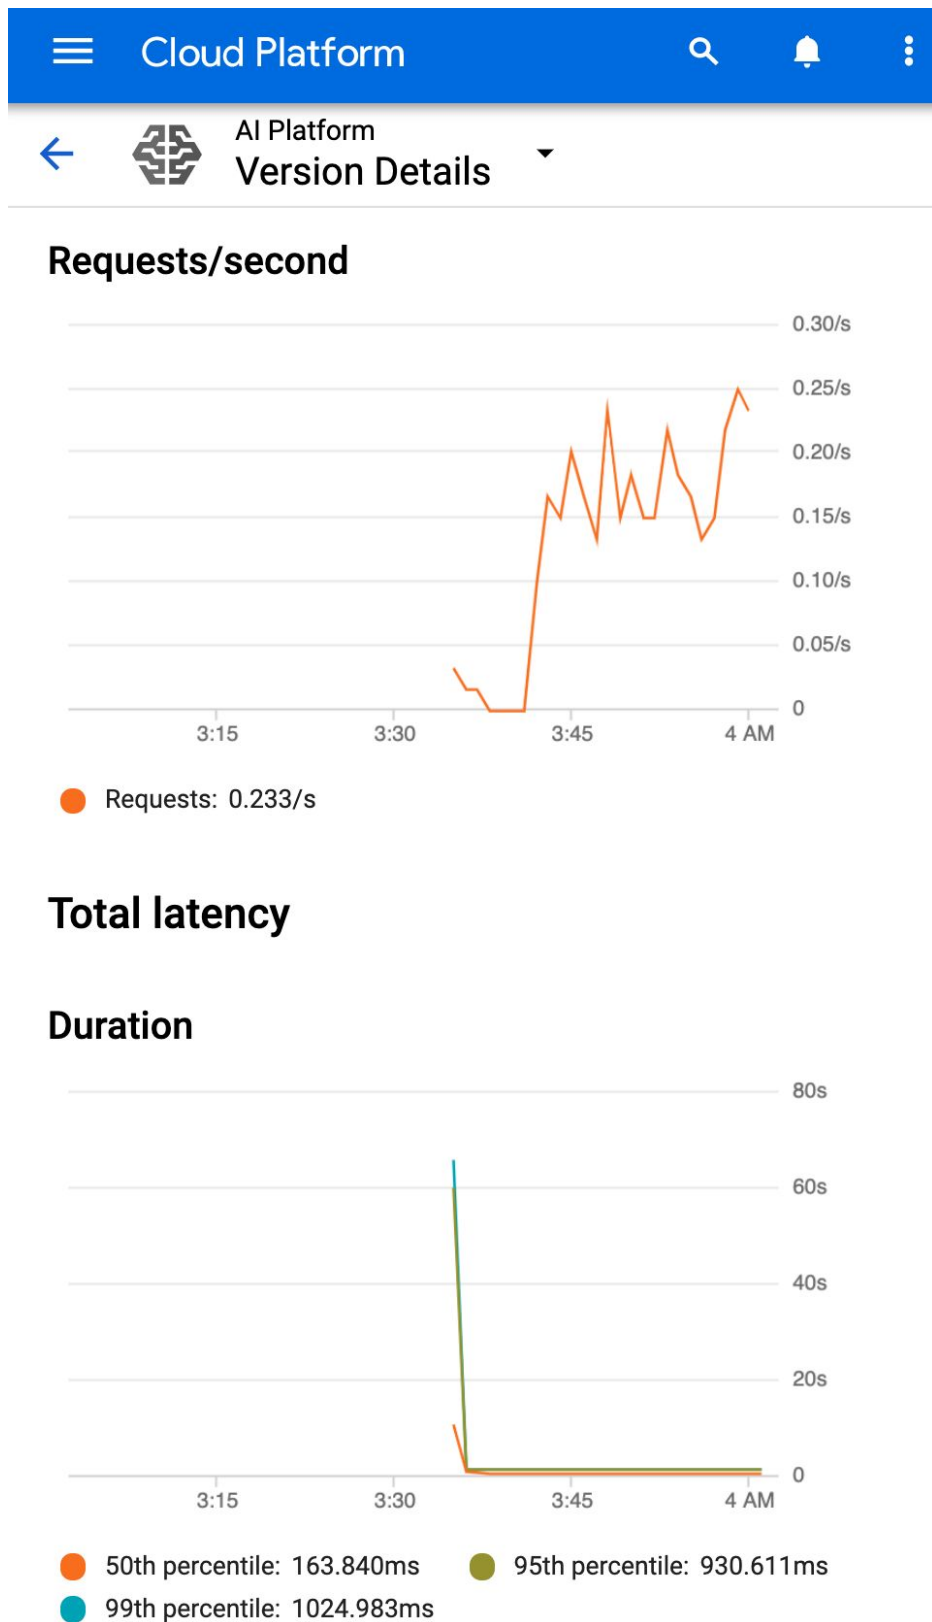 Cloud Platform
AI Platform
Version Details
Requests/second
0.30/s
0.25/s
0.20/s
0.15/s
0.10/s
0.05/s
0
3:15 3:30 3:45 4 AM
Requests: 0.233/s
Total latency
Duration
80s
60s
40s
20s
0
3:15 3:30 3:45 4 AM
50th percentile: 163.840ms 95th percentile: 930.611ms
99th percentile: 1024.983ms